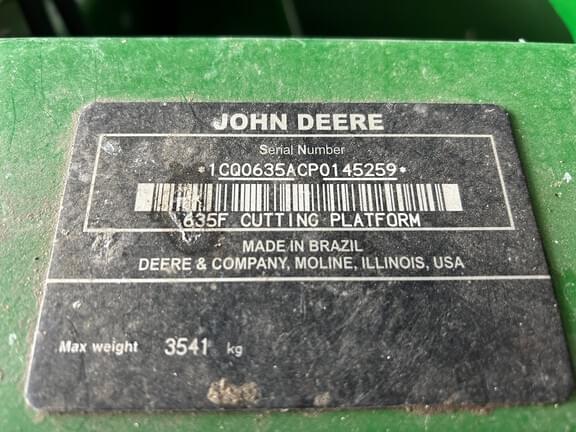 JOHN DEERE
Serial Number
*1CQ0635ACP0145259*
635F CUTTING PLATFORM
MADE IN BRAZIL
DEERE & COMPANY, MOLINE, ILLINOIS, USA
Max weight 3541 kg